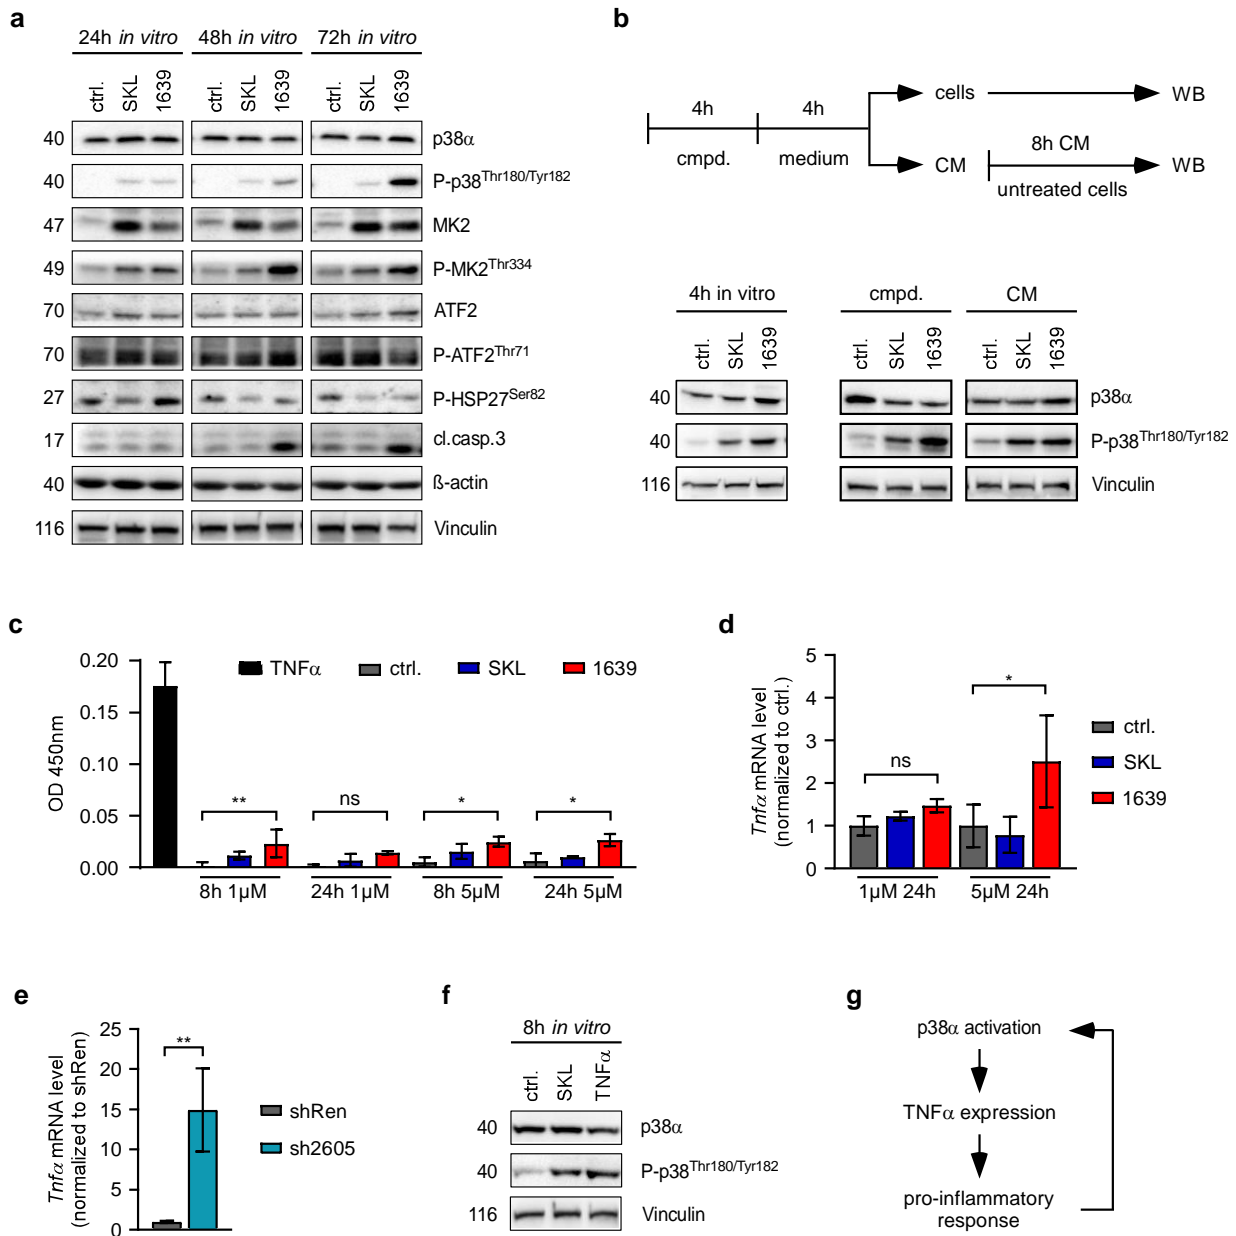 a
24h in vitro 48h in vitro 72h in vitro
ctrl. SKL 1639 ctrl. SKL 1639 ctrl. SKL 1639
40 p38α
40 P-p38Thr180/Tyr182
47 MK2
49 P-MK2Thr334
70 ATF2
70 P-ATF2Thr71
27 P-HSP27Ser82
17 cl.casp.3
40 ß-actin
116 Vinculin
b
4h 4h cells WB
cmpd. medium CM 8h CM WB
untreated cells
4h in vitro cmpd. CM
ctrl. SKL 1639 ctrl. SKL 1639 ctrl. SKL 1639
40 40 p38α
40 40 P-p38Thr180/Tyr182
116 116 Vinculin
c
OD 450nm
0.20
0.15
0.10
0.05
0.00
TNFα ctrl. SKL 1639
** ns * *
8h 1µM 24h 1µM 8h 5µM 24h 5µM
d
Tnfα mRNA level
(normalized to ctrl.)
5
4
3
2
1
0
ns *
1µM 24h 5µM 24h
ctrl.
SKL
1639
e
Tnfα mRNA level
(normalized to shRen)
25
20
15
10
5
0
**
shRen
sh2605
f
8h in vitro
ctrl. SKL TNFα
40 p38α
40 P-p38Thr180/Tyr182
116 Vinculin
g
p38α activation
TNFα expression
pro-inflammatory
response